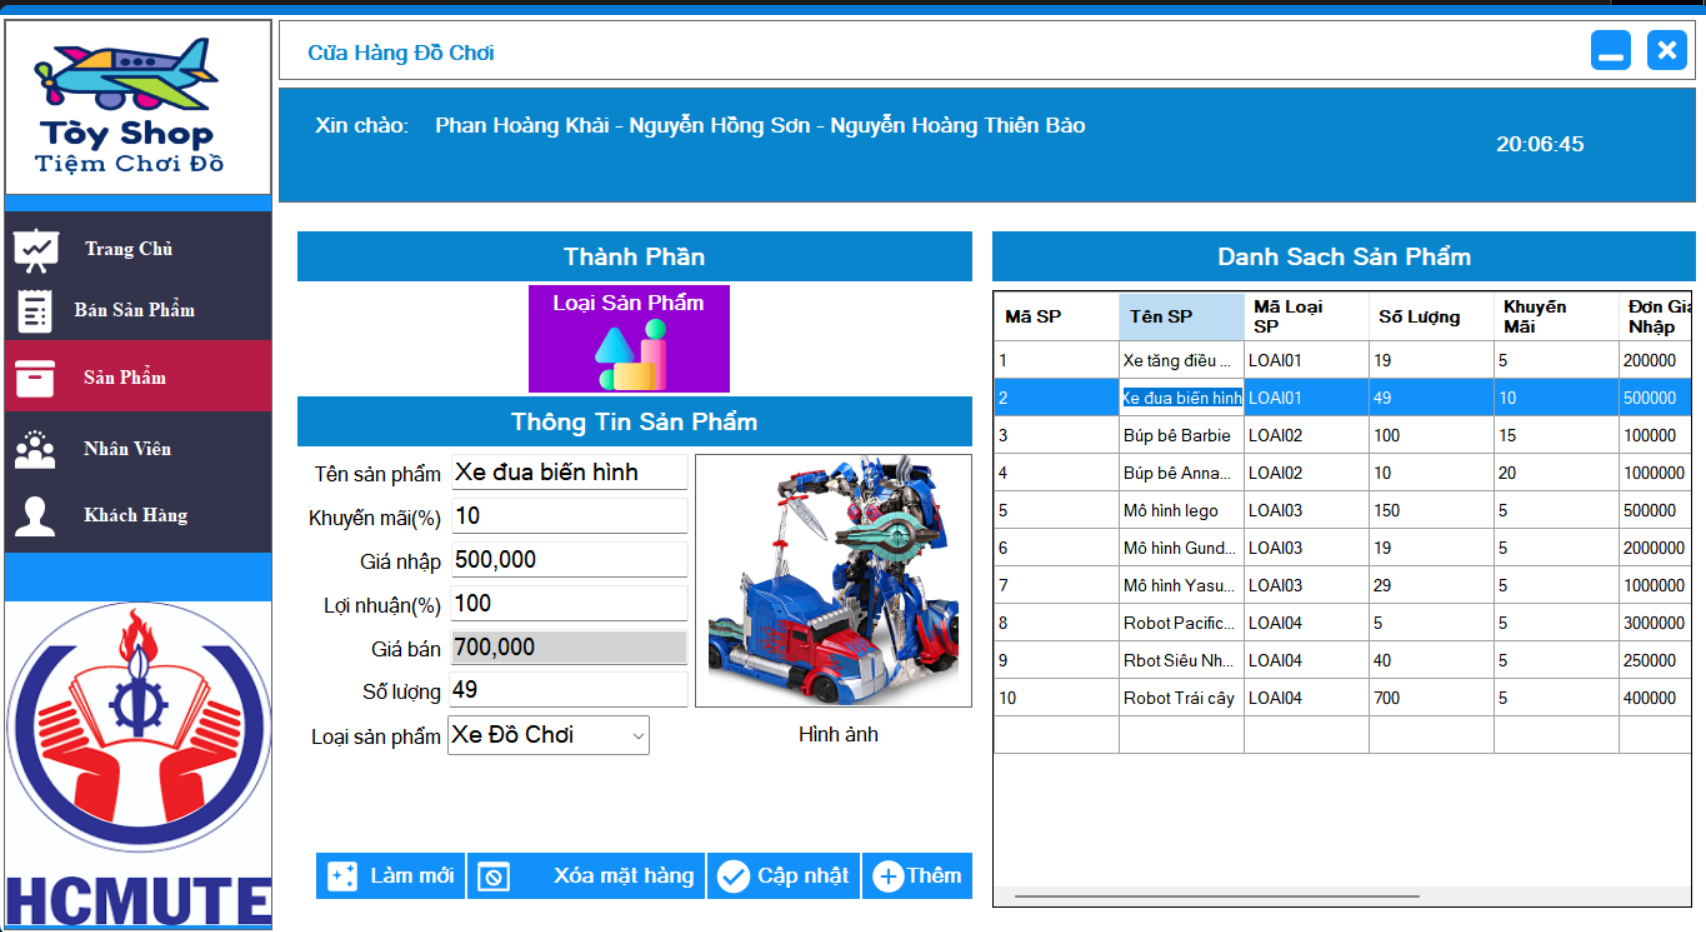 Tòy Shop
Tiệm Chơi Đồ
Trang Chủ
Bán Sản Phẩm
Sản Phẩm
Nhân Viên
Khách Hàng
HCMUTE
Cửa Hàng Đồ Chơi
Xin chào: Phan Hoàng Khải - Nguyễn Hồng Sơn - Nguyễn Hoàng Thiên Bảo
20:06:45
Thành Phần
Loại Sản Phẩm
Thông Tin Sản Phẩm
Tên sản phẩm Xe đua biến hình
Khuyến mãi(%) 10
Giá nhập 500,000
Lợi nhuận(%) 100
Giá bán 700,000
Số lượng 49
Loại sản phẩm Xe Đồ Chơi
Hình ảnh
Làm mới Xóa mặt hàng Cập nhật Thêm
Danh Sach Sản Phẩm
Mã SP Tên SP Mã Loại SP Số Lượng Khuyến Mãi Đơn Giá Nhập
1 Xe tăng điều ... LOAI01 19 5 200000
2 Xe đua biến hình LOAI01 49 10 500000
3 Búp bê Barbie LOAI02 100 15 100000
4 Búp bê Anna... LOAI02 10 20 1000000
5 Mô hình lego LOAI03 150 5 500000
6 Mô hình Gund... LOAI03 19 5 2000000
7 Mô hình Yasu... LOAI03 29 5 1000000
8 Robot Pacific... LOAI04 5 5 3000000
9 Rbot Siêu Nh... LOAI04 40 5 250000
10 Robot Trái cây LOAI04 700 5 400000